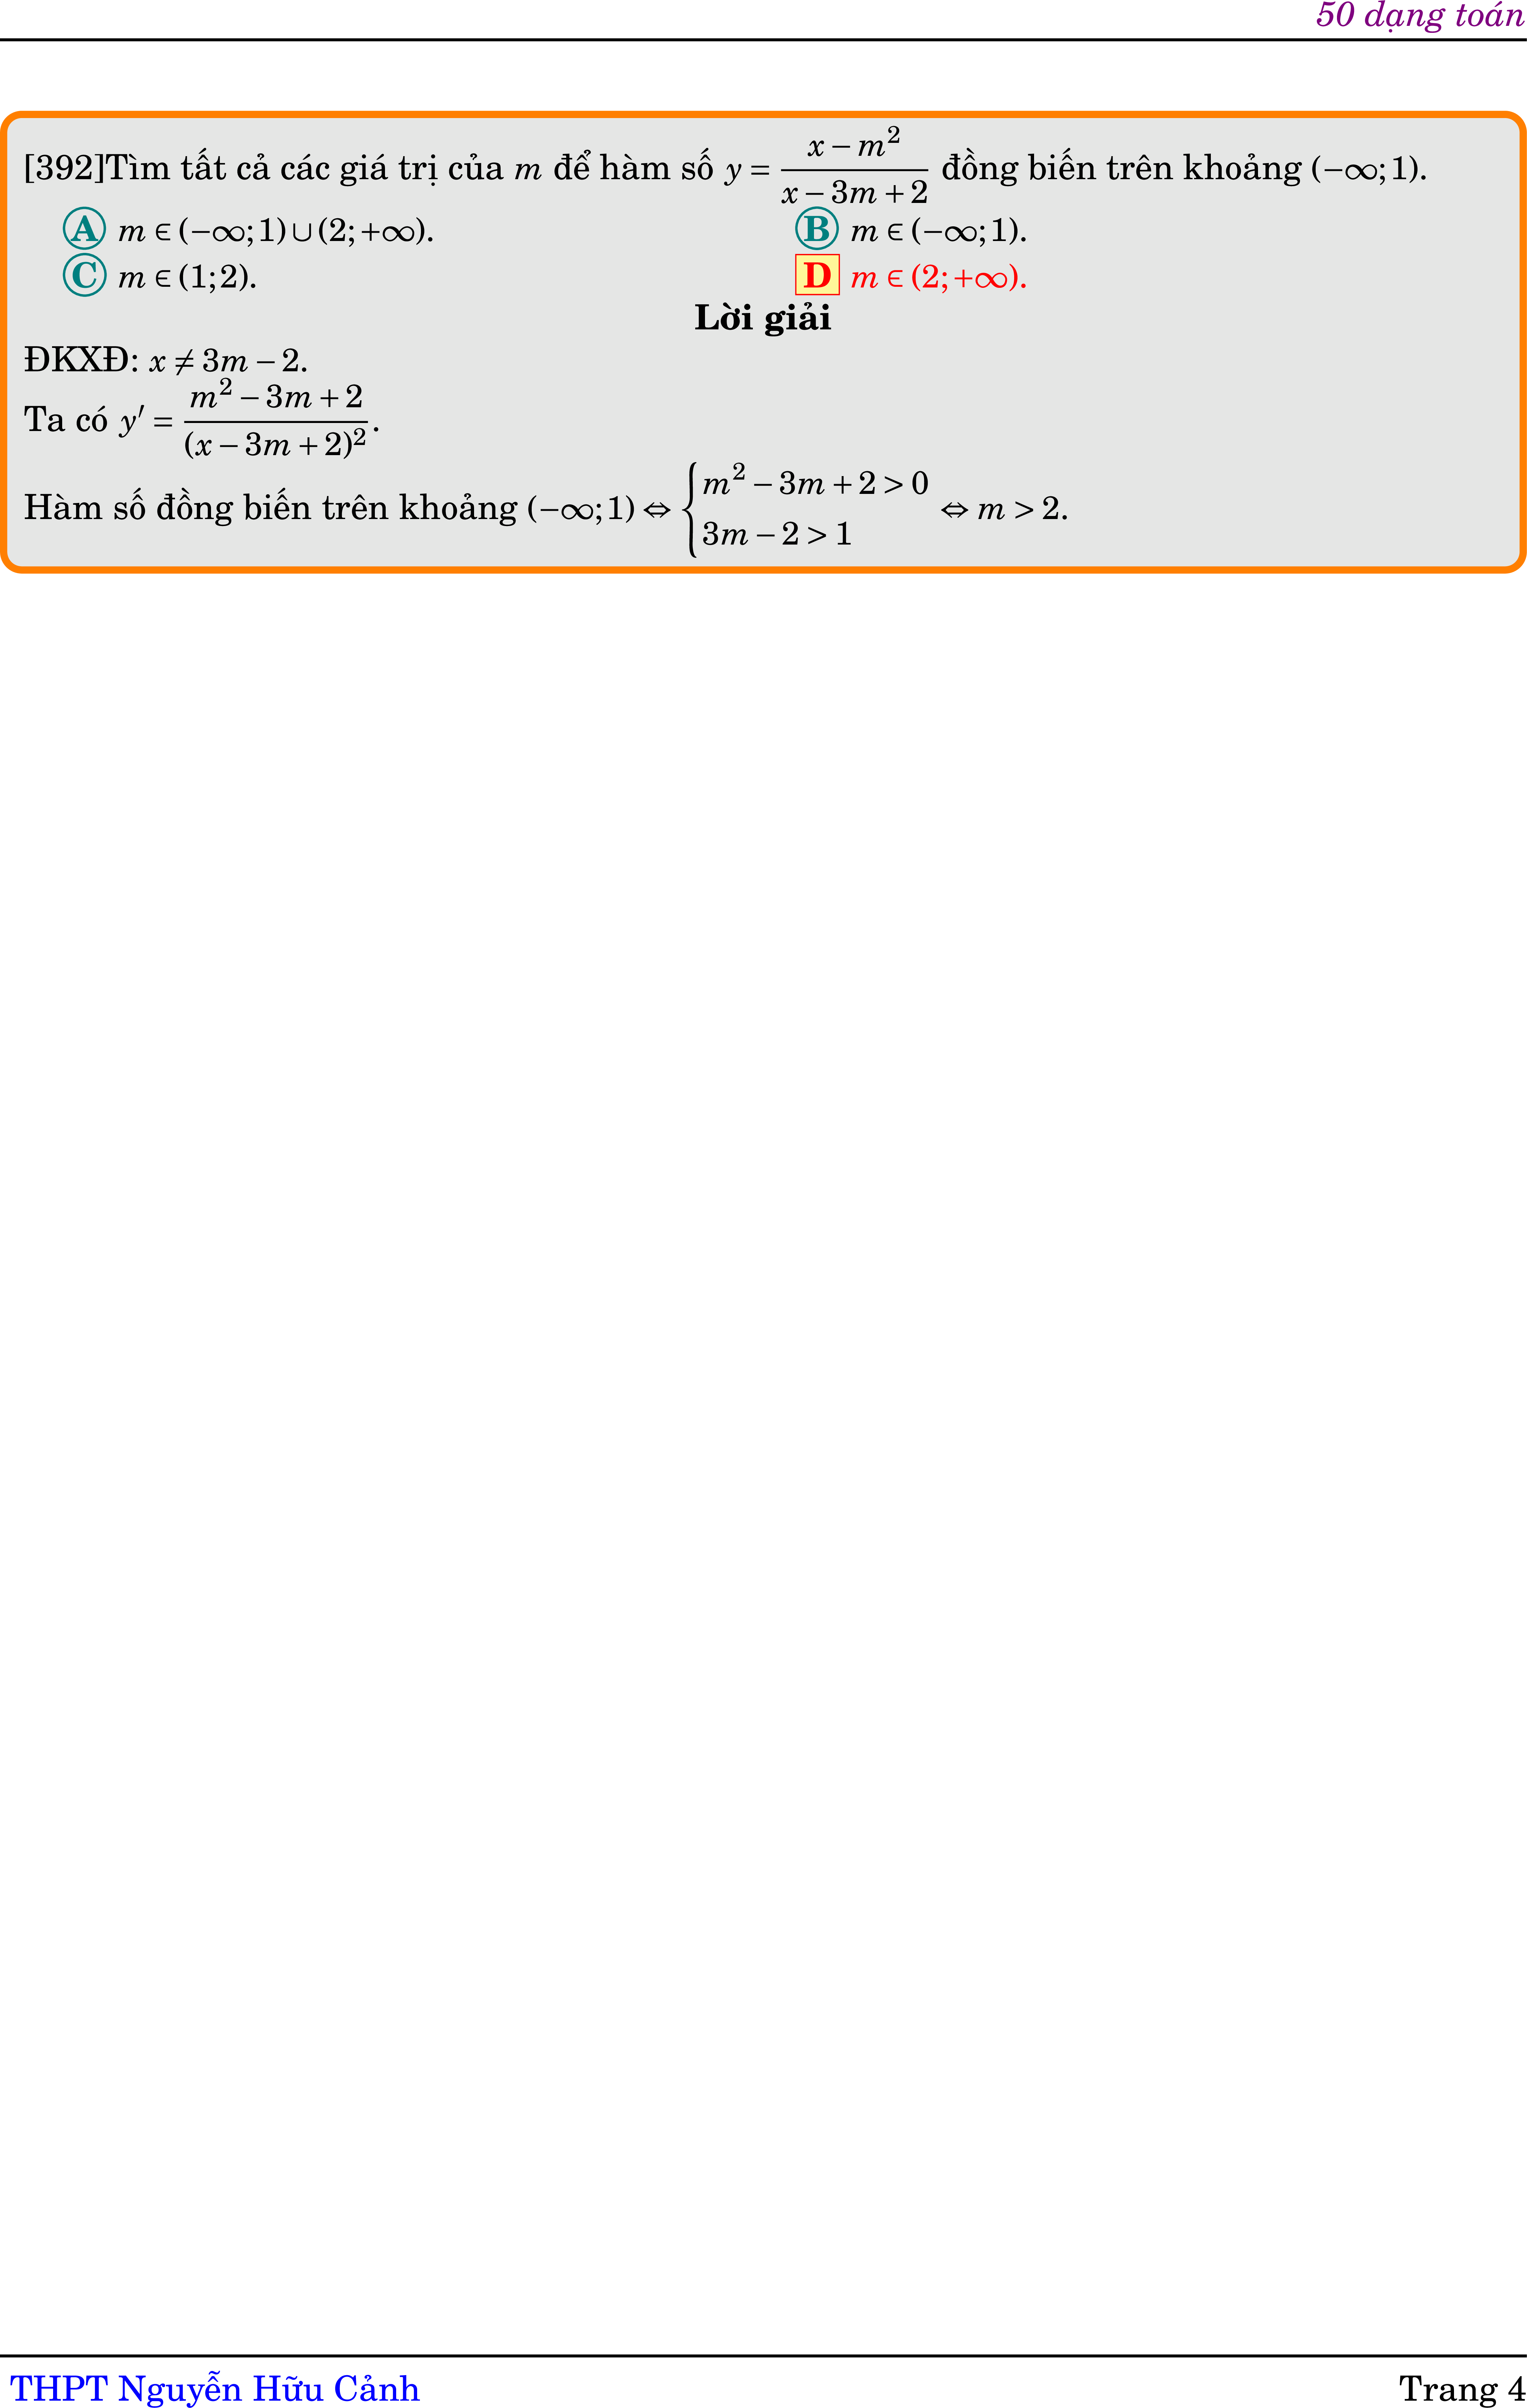 50 dạng toán
[392]Tìm tất cả các giá trị của $m$ để hàm số $y = \dfrac{x - m^2}{x - 3m + 2}$ đồng biến trên khoảng $(-\infty; 1)$.
A $m \in (-\infty; 1) \cup (2; +\infty)$. B $m \in (-\infty; 1)$.
C $m \in (1; 2)$. D $m \in (2; +\infty)$.
Lời giải
ĐKXĐ: $x \neq 3m - 2$.
Ta có $y' = \dfrac{m^2 - 3m + 2}{(x - 3m + 2)^2}$.
Hàm số đồng biến trên khoảng $(-\infty; 1) \Leftrightarrow \begin{cases} m^2 - 3m + 2 > 0 \\ 3m - 2 > 1 \end{cases} \Leftrightarrow m > 2$.
THPT Nguyễn Hữu Cảnh Trang 4